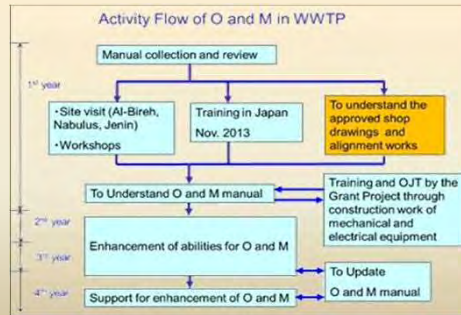 Activity Flow of O and M in WWTP
Manual collection and review
1st year
・Site visit (Al-Bireh,
Nabulus, Jenin)
・Workshops
Training in Japan
Nov. 2013
To understand the
approved shop
drawings and
alignment works
To Understand O and M manual
Training and OJT by the
Grant Project through
construction work of
mechanical and
electrical equipment
2nd year
Enhancement of abilities for O and M
3rd year
To Update
O and M manual
4th year
Support for enhancement of O and M